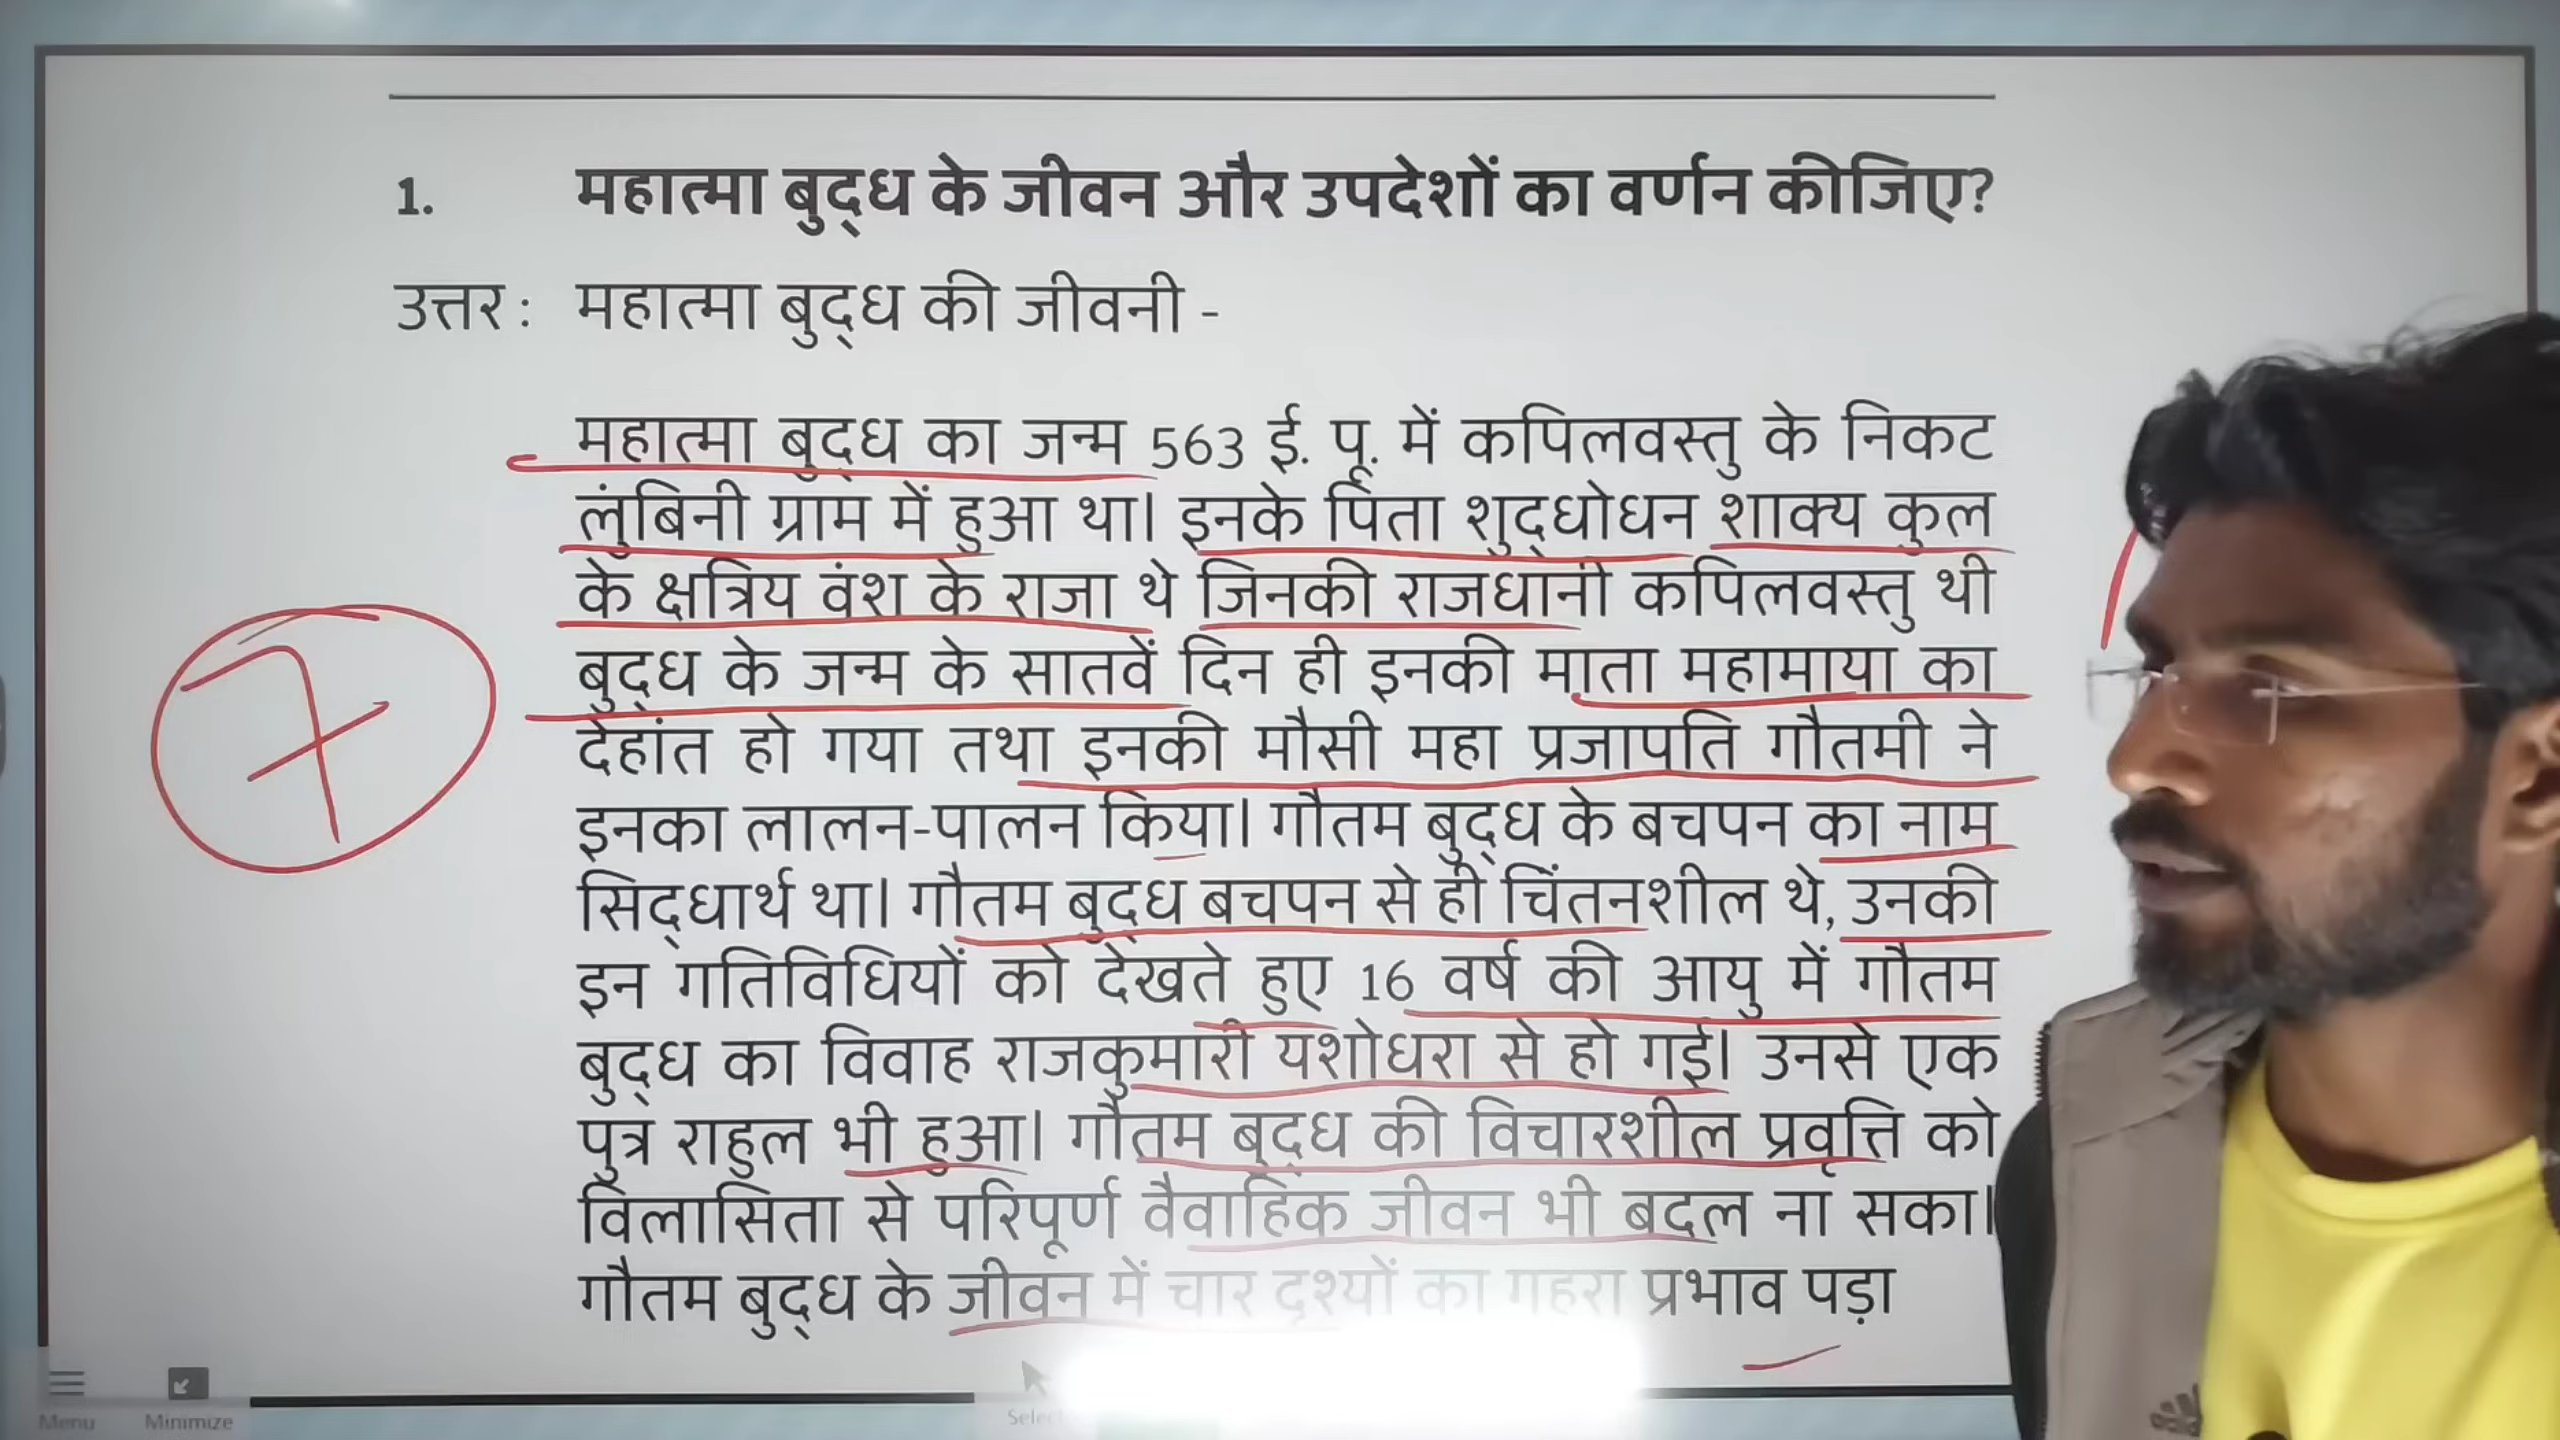 1. महात्मा बुद्ध के जीवन और उपदेशों का वर्णन कीजिए?
उत्तर : महात्मा बुद्ध की जीवनी -
महात्मा बुद्ध का जन्म 563 ई. पू. में कपिलवस्तु के निकट
लुंबिनी ग्राम में हुआ था। इनके पिता शुद्धोधन शाक्य कुल
के क्षत्रिय वंश के राजा थे जिनकी राजधानी कपिलवस्तु थी
बुद्ध के जन्म के सातवें दिन ही इनकी माता महामाया का
देहांत हो गया तथा इनकी मौसी महा प्रजापति गौतमी ने
इनका लालन-पालन किया। गौतम बुद्ध के बचपन का नाम
सिद्धार्थ था। गौतम बुद्ध बचपन से ही चिंतनशील थे, उनकी
इन गतिविधियों को देखते हुए 16 वर्ष की आयु में गौतम
बुद्ध का विवाह राजकुमारी यशोधरा से हो गई। उनसे एक
पुत्र राहुल भी हुआ। गौतम बुद्ध की विचारशील प्रवृत्ति को
विलासिता से परिपूर्ण वैवाहिक जीवन भी बदल ना सका।
गौतम बुद्ध के जीवन में चार दृश्यों का गहरा प्रभाव पड़ा
7
Menu
Minimize
Select